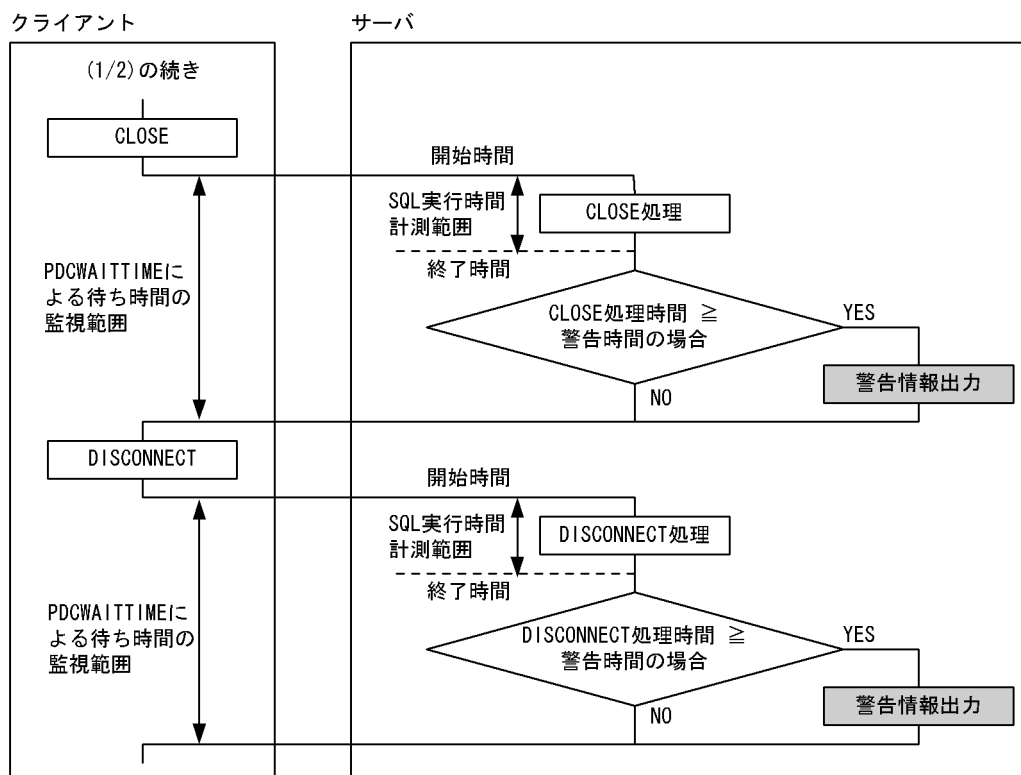 クライアント
サーバ
(1/2)の続き
CLOSE
開始時間
SQL実行時間
計測範囲
CLOSE処理
終了時間
PDCWAITTIMEに
よる待ち時間の
監視範囲
CLOSE処理時間 ≧
警告時間の場合
YES
警告情報出力
NO
DISCONNECT
開始時間
SQL実行時間
計測範囲
DISCONNECT処理
終了時間
PDCWAITTIMEに
よる待ち時間の
監視範囲
DISCONNECT処理時間 ≧
警告時間の場合
YES
警告情報出力
NO